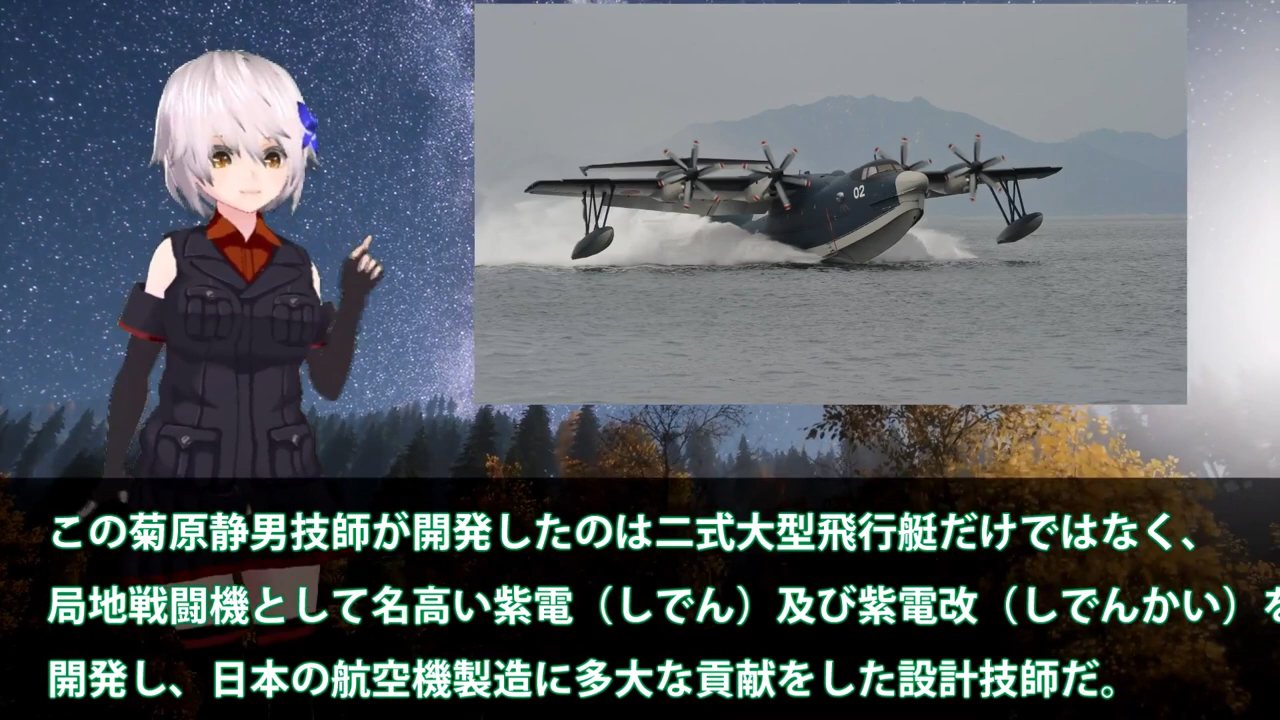 02
この菊原静男技師が開発したのは二式大型飛行艇だけではなく、
局地戦闘機として名高い紫電（しでん）及び紫電改（しでんかい）を
開発し、日本の航空機製造に多大な貢献をした設計技師だ。